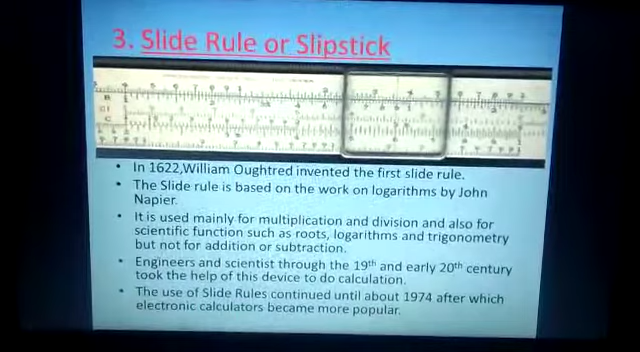 3. Slide Rule or Slipstick
B
CI
C
• In 1622,William Oughtred invented the first slide rule.
• The Slide rule is based on the work on logarithms by John
Napier.
• It is used mainly for multiplication and division and also for
scientific function such as roots, logarithms and trigonometry
but not for addition or subtraction.
• Engineers and scientist through the 19th and early 20th century
took the help of this device to do calculation.
• The use of Slide Rules continued until about 1974 after which
electronic calculators became more popular.